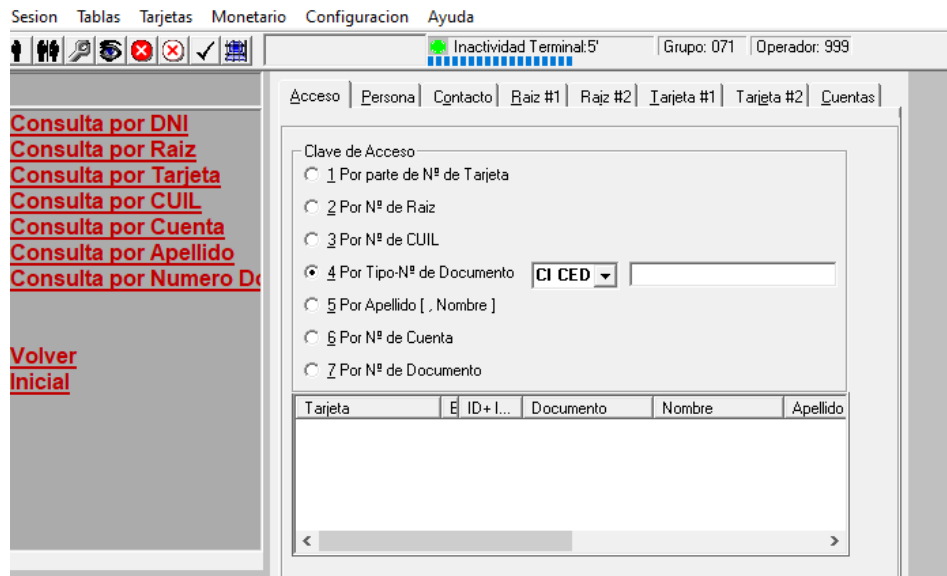 Sesion Tablas Tarjetas Monetario Configuracion Ayuda
Inactividad Terminal:5' Grupo: 071 Operador: 999
Consulta por DNI
Consulta por Raiz
Consulta por Tarjeta
Consulta por CUIL
Consulta por Cuenta
Consulta por Apellido
Consulta por Numero Do
Volver
Inicial
Acceso Persona Contacto Raiz #1 Raiz #2 Tarjeta #1 Tarjeta #2 Cuentas
Clave de Acceso
1 Por parte de Nº de Tarjeta
2 Por Nº de Raiz
3 Por Nº de CUIL
4 Por Tipo-Nº de Documento CI CED
5 Por Apellido [ , Nombre ]
6 Por Nº de Cuenta
7 Por Nº de Documento
Tarjeta E ID+ I... Documento Nombre Apellido